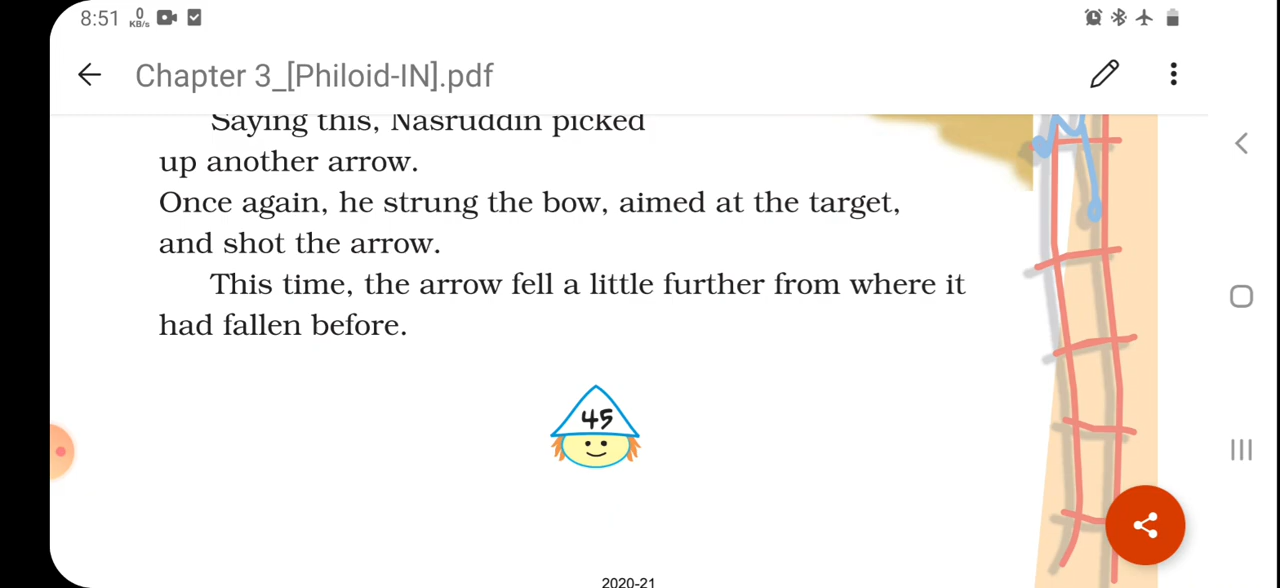 8:51 0 KB/s
Chapter 3_[Philoid-IN].pdf
Saying this, Nasruddin picked
up another arrow.
Once again, he strung the bow, aimed at the target,
and shot the arrow.
This time, the arrow fell a little further from where it
had fallen before.
45
2020-21